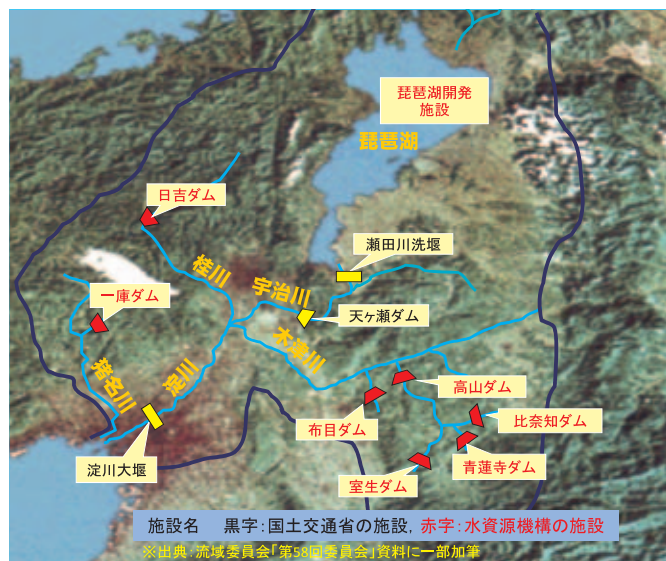 琵琶湖開発
施設
琵琶湖
日吉ダム
瀬田川洗堰
桂川
宇治川
一庫ダム
天ヶ瀬ダム
木津川
猪名川
淀川
高山ダム
比奈知ダム
布目ダム
淀川大堰
青蓮寺ダム
室生ダム
施設名 黒字:国土交通省の施設, 赤字:水資源機構の施設
※出典:流域委員会「第58回委員会」資料に一部加筆